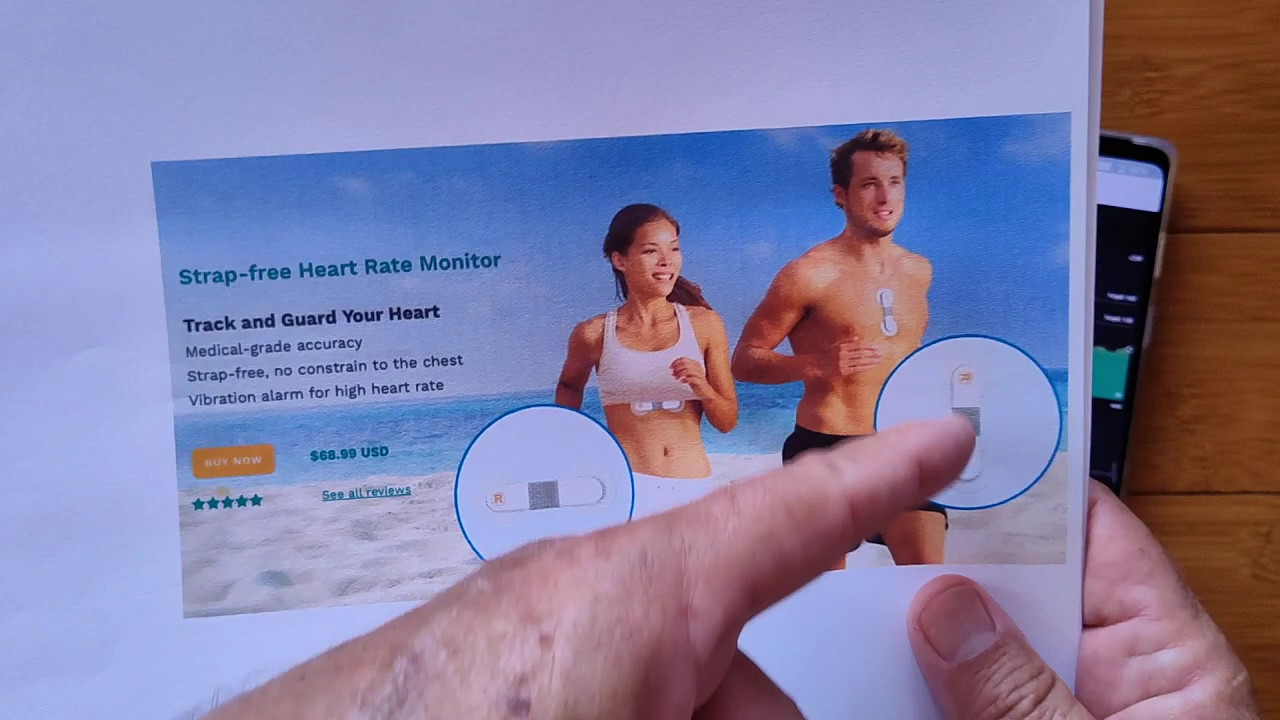 Strap-free Heart Rate Monitor
Track and Guard Your Heart
Medical-grade accuracy
Strap-free, no constrain to the chest
Vibration alarm for high heart rate
BUY NOW $68.99 USD
See all reviews
R
R